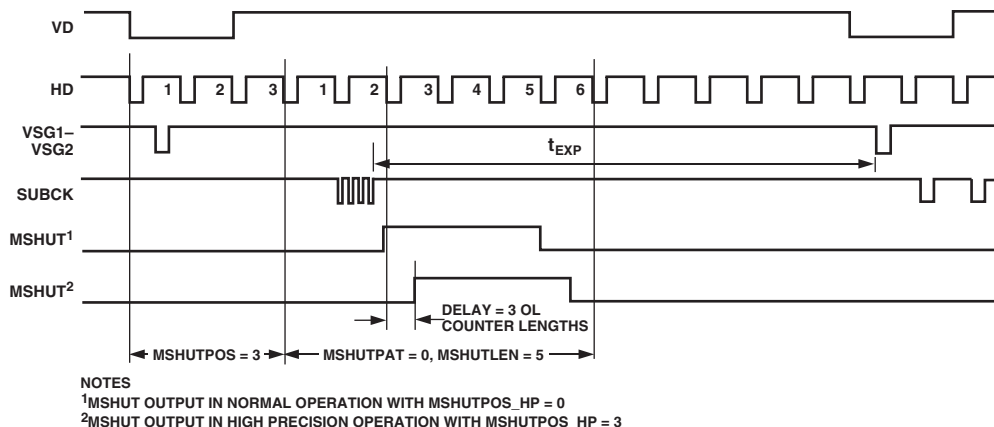 VD
HD
1 2 3 1 2 3 4 5 6
VSG1–
VSG2
tEXP
SUBCK
MSHUT1
MSHUT2
DELAY = 3 OL
COUNTER LENGTHS
MSHUTPOS = 3
MSHUTPAT = 0, MSHUTLEN = 5
NOTES
1MSHUT OUTPUT IN NORMAL OPERATION WITH MSHUTPOS_HP = 0
2MSHUT OUTPUT IN HIGH PRECISION OPERATION WITH MSHUTPOS_HP = 3